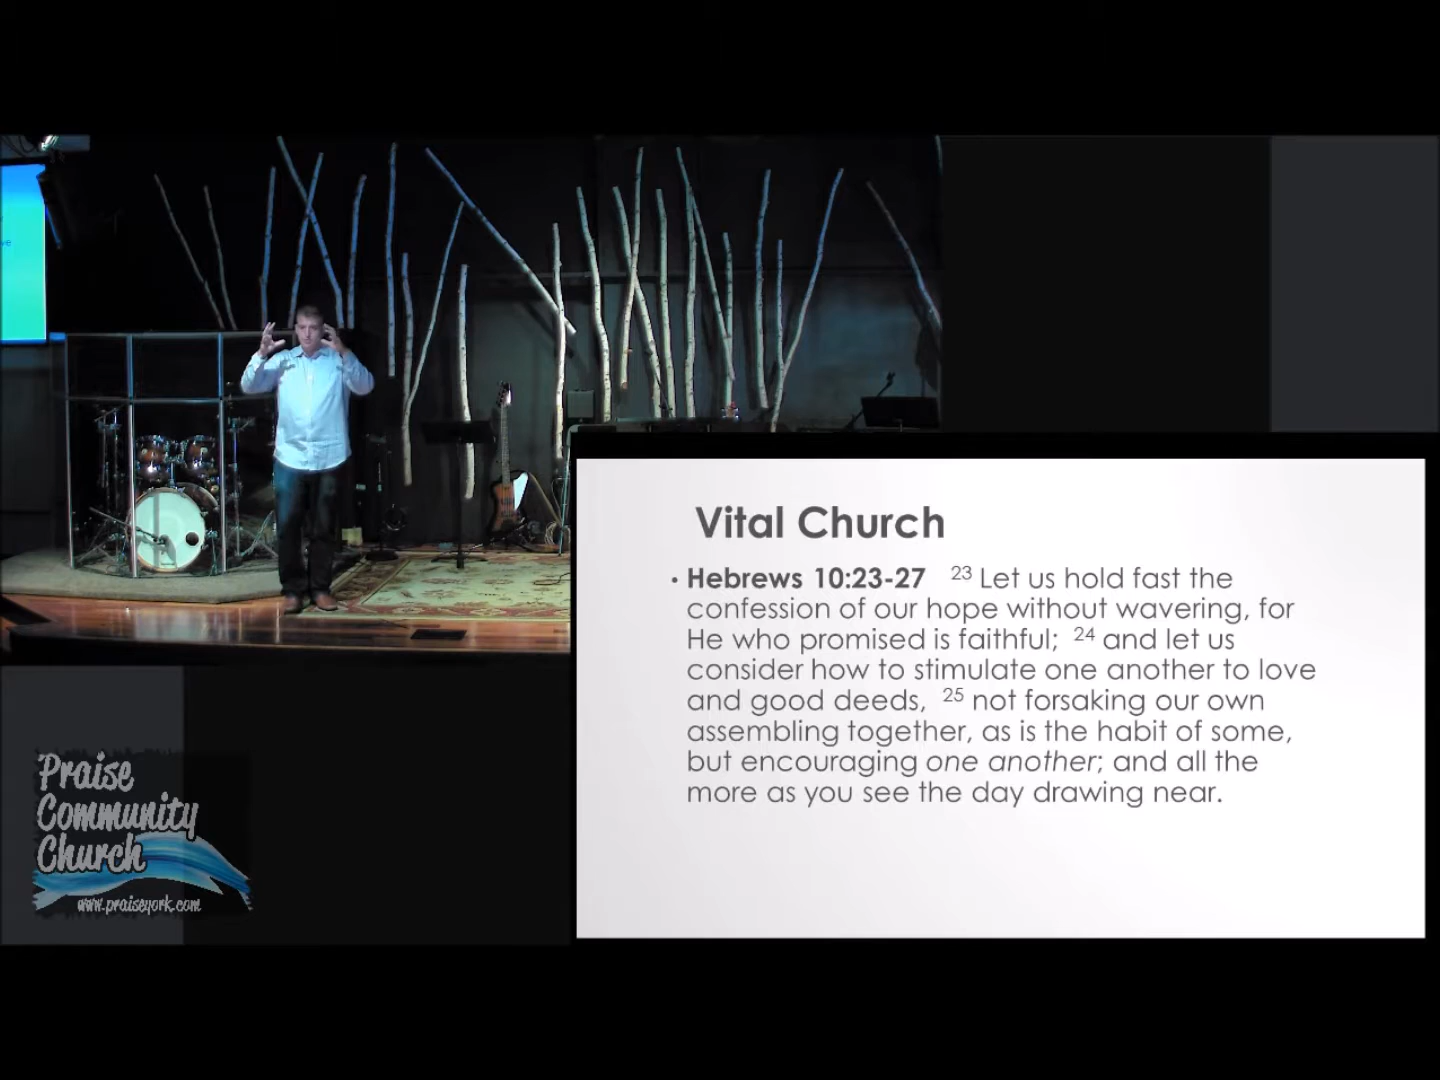 Vital Church
• Hebrews 10:23-27 23 Let us hold fast the
confession of our hope without wavering, for
He who promised is faithful; 24 and let us
consider how to stimulate one another to love
and good deeds, 25 not forsaking our own
assembling together, as is the habit of some,
but encouraging one another; and all the
more as you see the day drawing near.
Praise
Community
Church
www.praiseyork.com